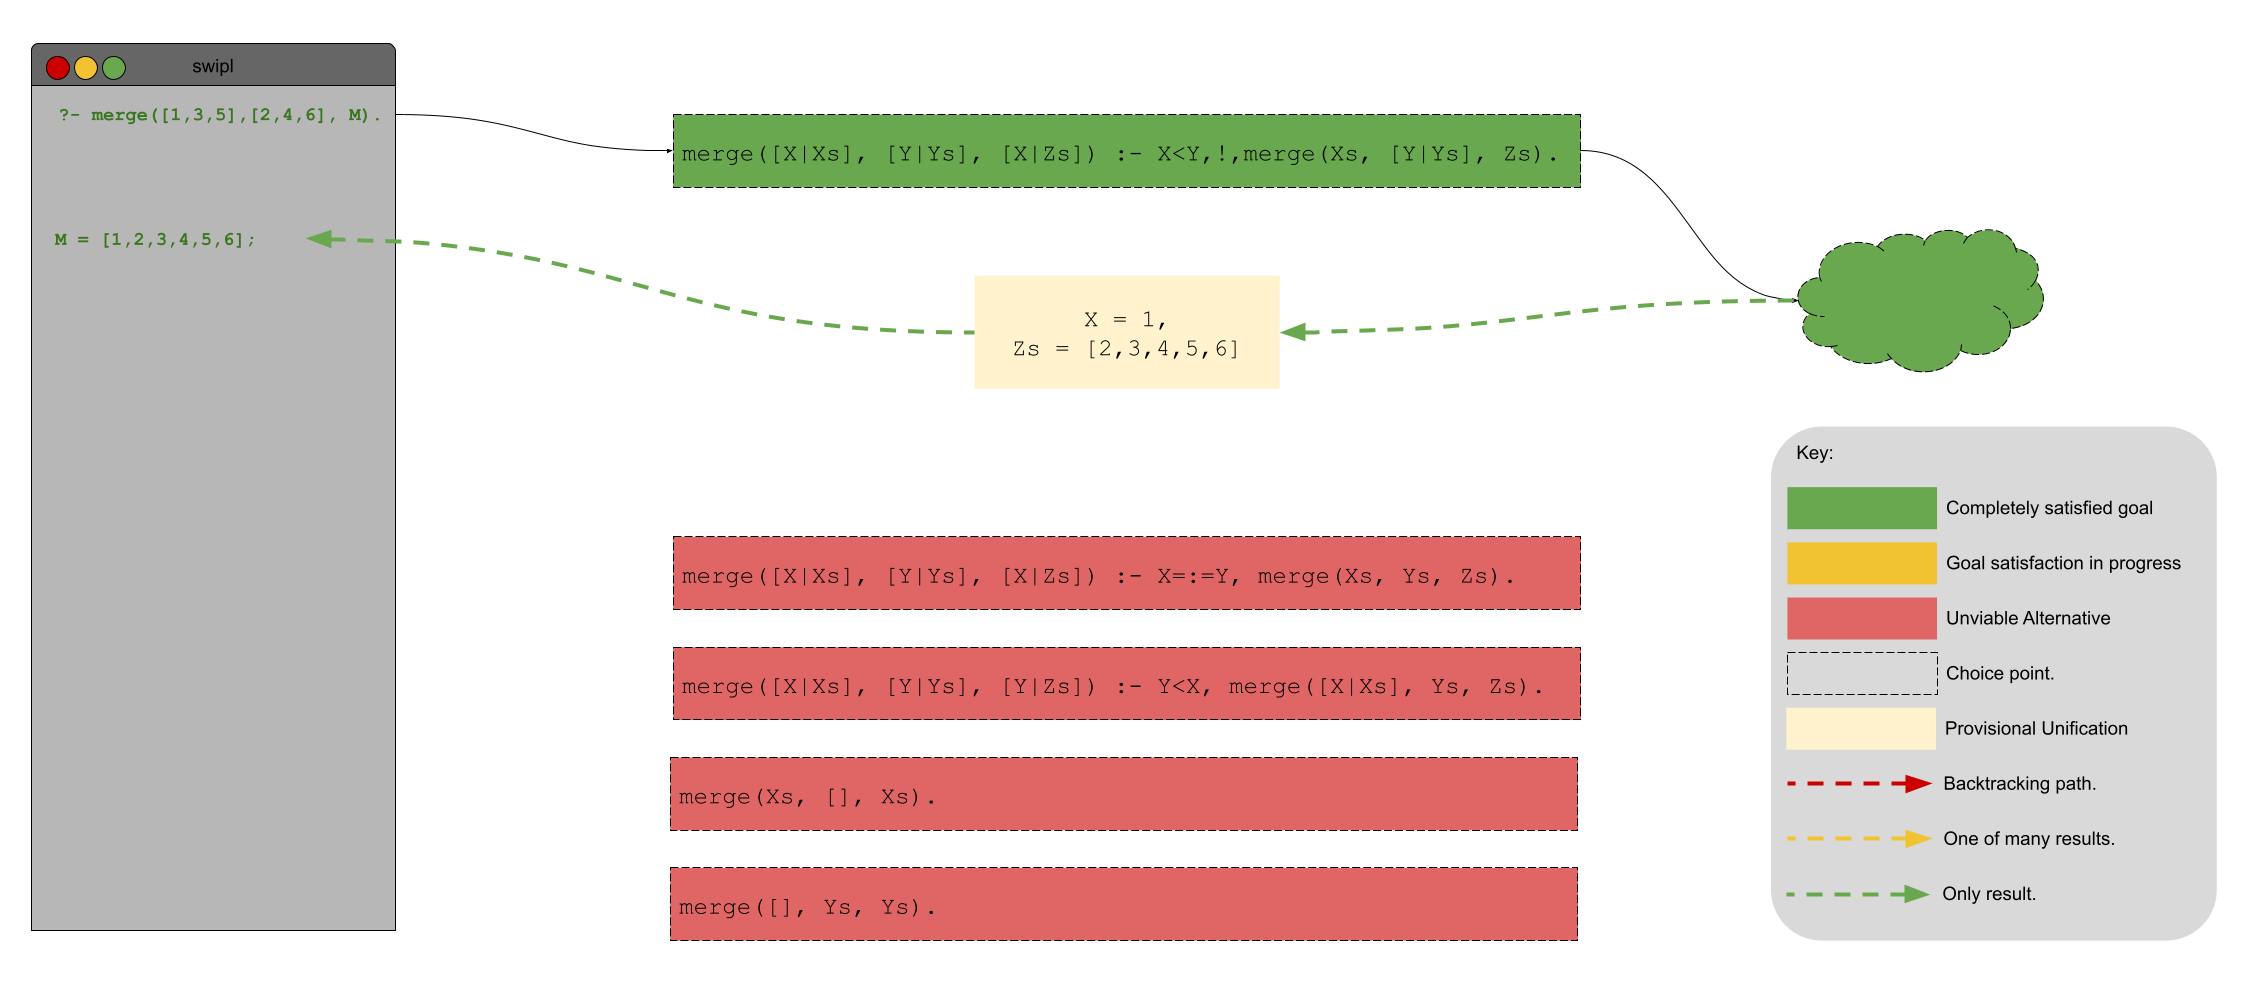 swipl
?- merge([1,3,5],[2,4,6], M).
M = [1,2,3,4,5,6];
merge([X|Xs], [Y|Ys], [X|Zs]) :- X<Y,!,merge(Xs, [Y|Ys], Zs).
X = 1,
Zs = [2,3,4,5,6]
merge([X|Xs], [Y|Ys], [X|Zs]) :- X=:=Y, merge(Xs, Ys, Zs).
merge([X|Xs], [Y|Ys], [Y|Zs]) :- Y<X, merge([X|Xs], Ys, Zs).
merge(Xs, [], Xs).
merge([], Ys, Ys).
Key:
Completely satisfied goal
Goal satisfaction in progress
Unviable Alternative
Choice point.
Provisional Unification
Backtracking path.
One of many results.
Only result.